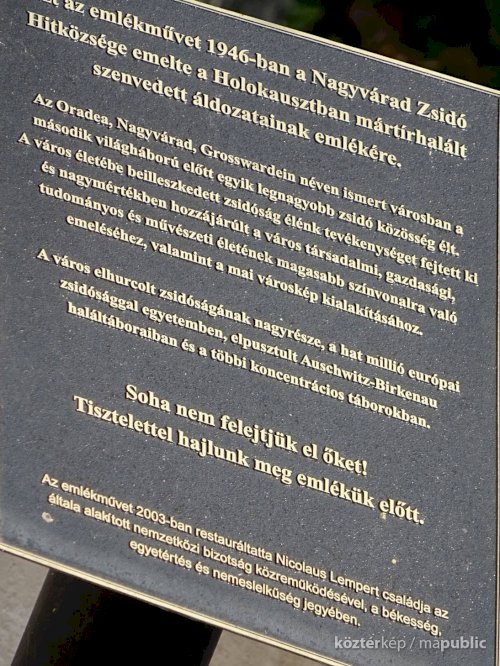 Ezt az emlékművet 1946-ban a Nagyvárad Zsidó
Hitközsége emelte a Holokausztban mártírhalált
szenvedett áldozatainak emlékére.
Az Oradea, Nagyvárad, Grosswardein néven ismert városban a
második világháború előtt egyik legnagyobb zsidó közösség élt.
A város életébe beilleszkedett zsidóság élénk tevékenységet fejtett ki
és nagymértékben hozzájárúlt a város társadalmi, gazdasági,
tudományos és művészeti életének magasabb színvonalra való
emeléséhez, valamint a mai városkép kialakításához.
A város elhurcolt zsidóságának nagyrésze, a hat millió európai
zsidósággal egyetemben, elpusztult Auschwitz-Birkenau
haláltáboraiban és a többi koncentrációs táborokban.
Soha nem felejtjük el őket!
Tisztelettel hajlunk meg emlékük előtt.
Az emlékművet 2003-ban restauráltatta Nicolaus Lempert családja az
általa alakított nemzetközi bizotság közreműködésével, a békesség,
egyetértés és nemeslelkűség jegyében.
köztérkép / mapublic